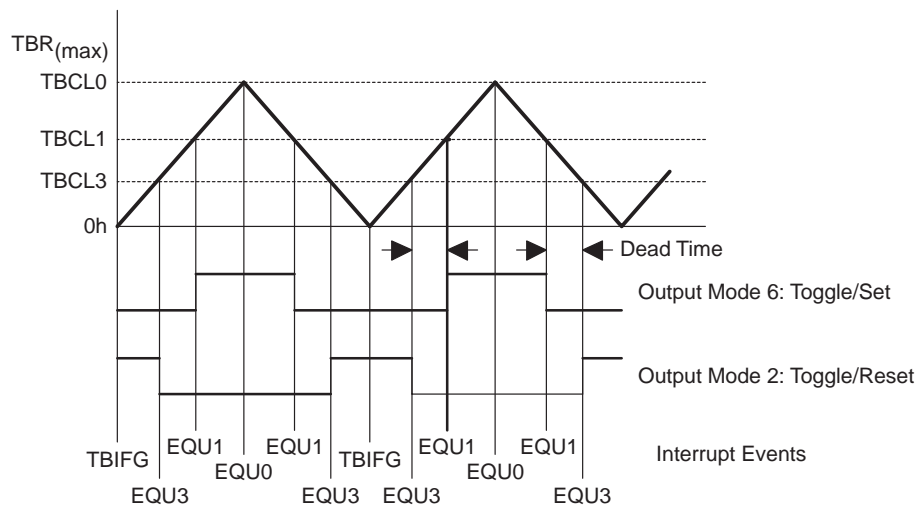 TBR(max)
TBCL0
TBCL1
TBCL3
0h
Dead Time
Output Mode 6: Toggle/Set
Output Mode 2: Toggle/Reset
TBIFG EQU1 EQU0 EQU1 TBIFG EQU1 EQU0 EQU1 Interrupt Events
EQU3 EQU3 EQU3 EQU3